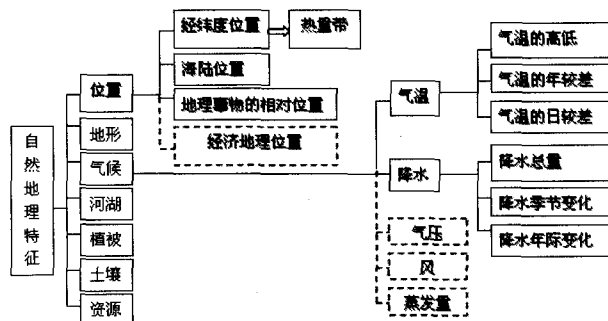 自然地理特征
位置
地形
气候
河湖
植被
土壤
资源
经纬度位置
热量带
海陆位置
地理事物的相对位置
经济地理位置
气温
降水
气压
风
蒸发量
气温的高低
气温的年较差
气温的日较差
降水总量
降水季节变化
降水年际变化